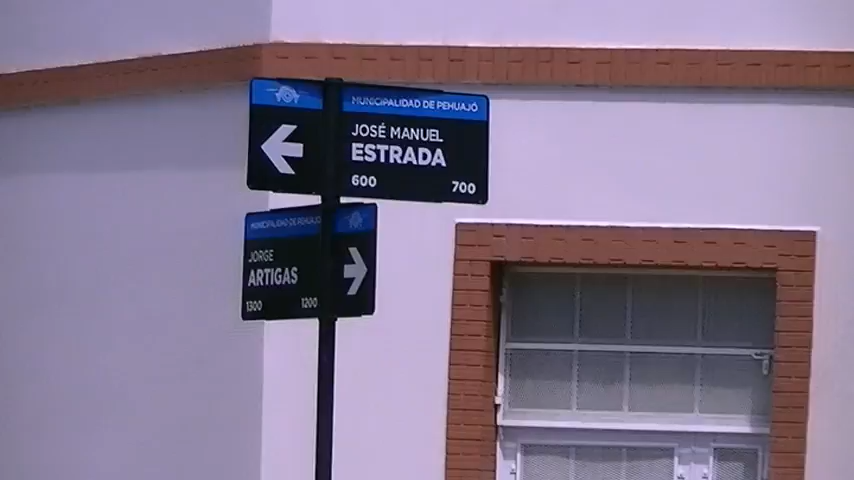 MUNICIPALIDAD DE PEHUAJÓ
JOSÉ MANUEL
ESTRADA
600 700
MUNICIPALIDAD DE PEHUAJÓ
JORGE
ARTIGAS
1300 1200